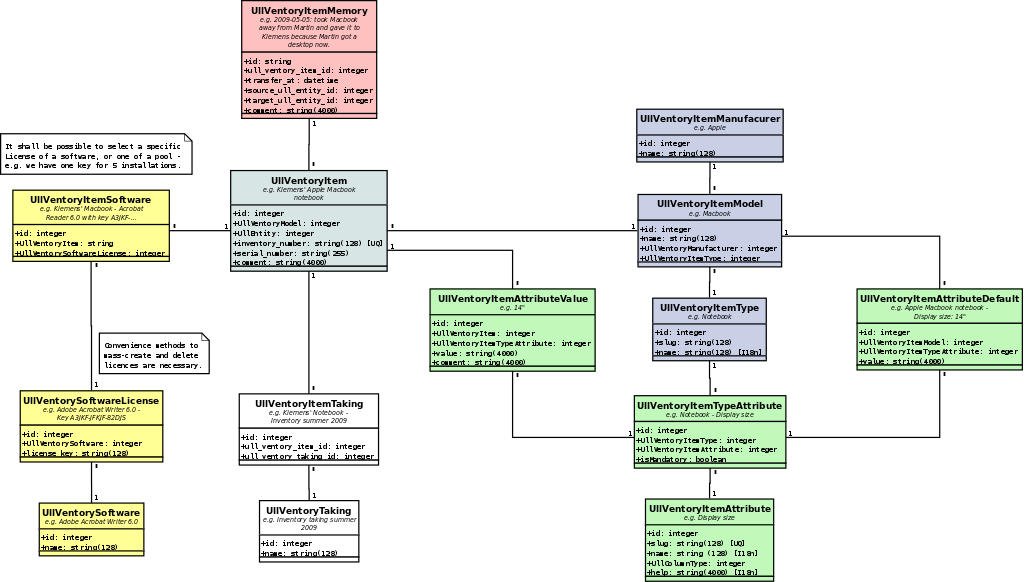 UllVentoryItemMemory
e.g. 2009-05-05: took Macbook
away from Martin and gave it to
Klemens because Martin got a
desktop now.
+id: string
+ull_ventory_item_id: integer
+transfer_at: datetime
+source_ull_entity_id: integer
+target_ull_entity_id: integer
+comment: string(4000)
1
*
It shall be possible to select a specific
License of a software, or one of a pool -
e.g. we have one key for 5 installations.
UllVentoryItemManufacurer
e.g. Apple
+id: integer
+name: string(128)
1
*
UllVentoryItemSoftware
e.g. Klemens' Macbook - Acrobat
Reader 6.0 with key A3JKF-...
+id: integer
+UllVentoryItem: string
+UllVentorySoftwareLicense: integer
*
1
UllVentoryItem
e.g. Klemens' Apple Macbook
notebook
+id: integer
+UllVentoryModel: integer
+UllEntity: integer
+inventory_number: string(128) [UQ]
+serial_number: string(255)
+comment: string(4000)
*
1
1
1
UllVentoryItemModel
e.g. Macbook
+id: integer
+name: string(128)
+UllVentoryManufacturer: integer
+UllVentoryItemType: integer
1
*
*
1
*
*
UllVentoryItemAttributeValue
e.g. 14"
+id: integer
+UllVentoryItem: integer
+UllVentoryItemTypeAttribute: integer
+value: string(4000)
+comment: string(4000)
*
UllVentoryItemType
e.g. Notebook
+id: integer
+slug: string(128)
+name: string(128) [I18n]
1
*
UllVentoryItemAttributeDefault
e.g. Apple Macbook notebook -
Display size: 14"
+id: integer
+UllVentoryItemModel: integer
+UllVentoryItemTypeAttribute: integer
+value: string(4000)
*
Convenience methods to
mass-create and delete
licences are necessary.
*
1
UllVentorySoftwareLicense
e.g. Adobe Acrobat Writer 6.0 -
Key A3JKF-JFKJF-82DJS
+id: integer
+UllVentorySoftware: integer
+license_key: string(128)
*
1
*
UllVentoryItemTaking
e.g. Klemens' Notebook -
Inventory summer 2009
+id: integer
+ull_ventory_item_id: integer
+ull_ventory_taking_id: integer
*
1
UllVentoryItemTypeAttribute
e.g. Notebook - Display size
+id: integer
+UllVentoryItemType: integer
+UllVentoryItemAttribute: integer
+isMandatory: boolean
1
1
*
1
UllVentorySoftware
e.g. Adobe Acrobat Writer 6.0
+id: integer
+name: string(128)
UllVentoryTaking
e.g. Inventory taking summer
2009
+id: integer
+name: string(128)
UllVentoryItemAttribute
e.g. Display size
+id: integer
+slug: string(128) [UQ]
+name: string (128) [I18n]
+UllColumnType: integer
+help: string(4000) [I18n]